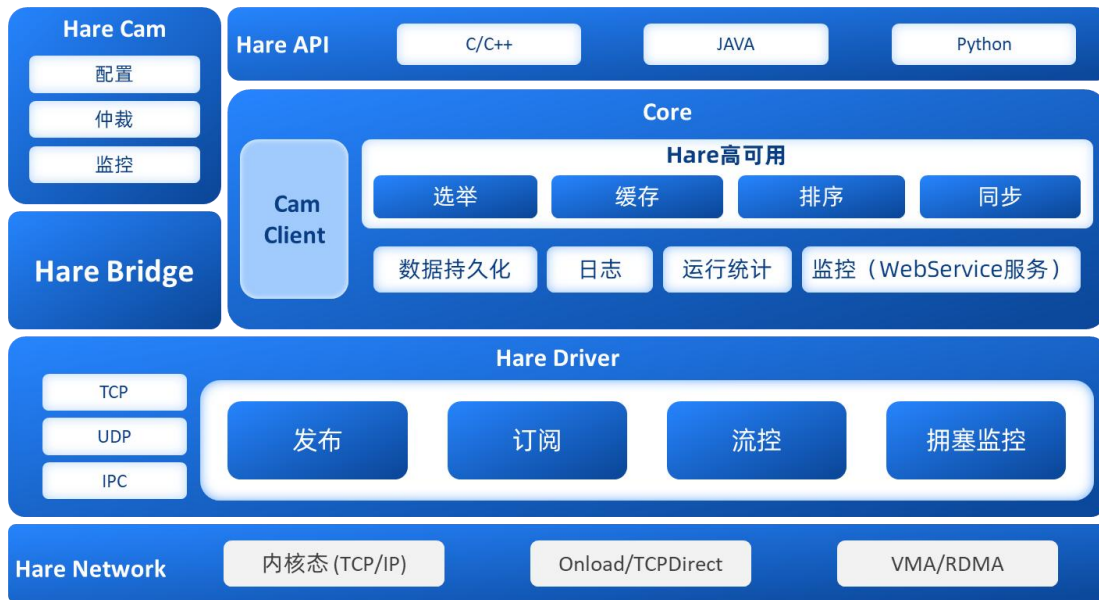 Hare Cam
配置
仲裁
监控
Hare Bridge
Hare API
C/C++
JAVA
Python
Core
Cam
Client
Hare高可用
选举
缓存
排序
同步
数据持久化
日志
运行统计
监控（WebService服务）
Hare Driver
TCP
UDP
IPC
发布
订阅
流控
拥塞监控
Hare Network
内核态 (TCP/IP)
Onload/TCPDirect
VMA/RDMA